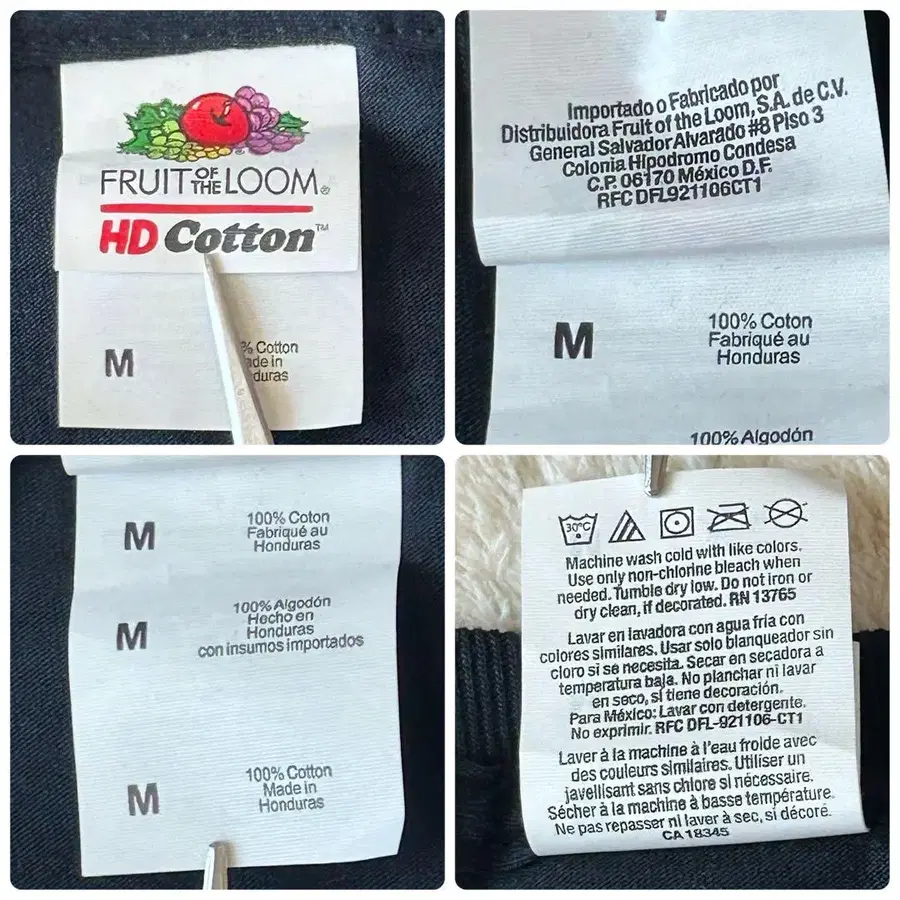 FRUIT OF THE LOOM®
HD Cotton™
M
% Cotton
ade in
duras
Importado o Fabricado por
Distribuidora Fruit of the Loom, S.A. de C.V.
General Salvador Alvarado #8 Piso 3
Colonia Hipodromo Condesa
C.P. 06170 México D.F.
RFC DFL921106CT1
M
100% Coton
Fabriqué au
Honduras
100% Algodón
M
100% Coton
Fabriqué au
Honduras
M
100% Algodón
Hecho en
Honduras
con insumos importados
M
100% Cotton
Made in
Honduras
30°C
Machine wash cold with like colors.
Use only non-chlorine bleach when
needed. Tumble dry low. Do not iron or
dry clean, if decorated. RN 13765
Lavar en lavadora con agua fría con
colores similares. Usar solo blanqueador sin
cloro si se necesita. Secar en secadora a
temperatura baja. No planchar ni lavar
en seco, si tiene decoración.
Para México: Lavar con detergente.
No exprimir. RFC DFL-921106-CT1
Laver à la machine à l'eau froide avec
des couleurs similaires. Utiliser un
javellisant sans chlore si nécessaire.
Sécher à la machine à basse température.
Ne pas repasser ni laver à sec, si décoré.
CA 18345